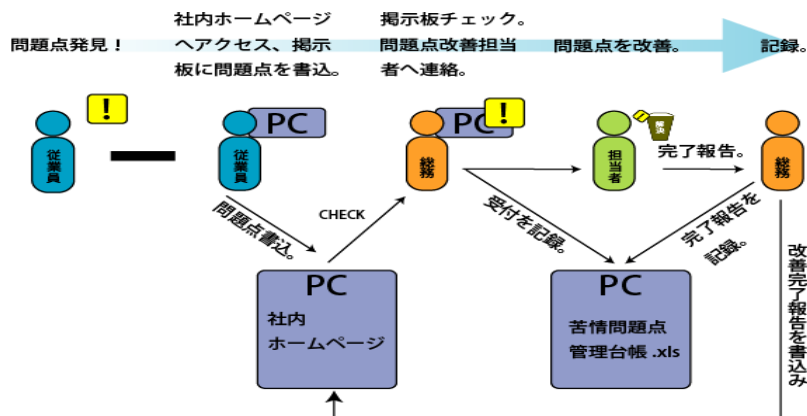 問題点発見！
社内ホームページ
へアクセス、掲示
板に問題点を書込。
掲示板チェック。
問題点改善担当
者へ連絡。
問題点を改善。
記録。
!
従業員
PC
従業員
PC
!
総務
解決
担当者
完了報告。
総務
問題点書込。
CHECK
受付を記録。
完了報告を
記録。
改善完了報告を書込み
PC
社内
ホームページ
PC
苦情問題点
管理台帳.xls